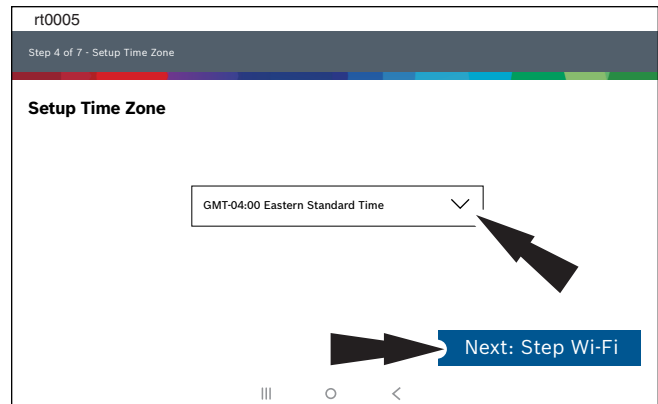 rt0005
Step 4 of 7 - Setup Time Zone
Setup Time Zone
GMT-04:00 Eastern Standard Time
Next: Step Wi-Fi